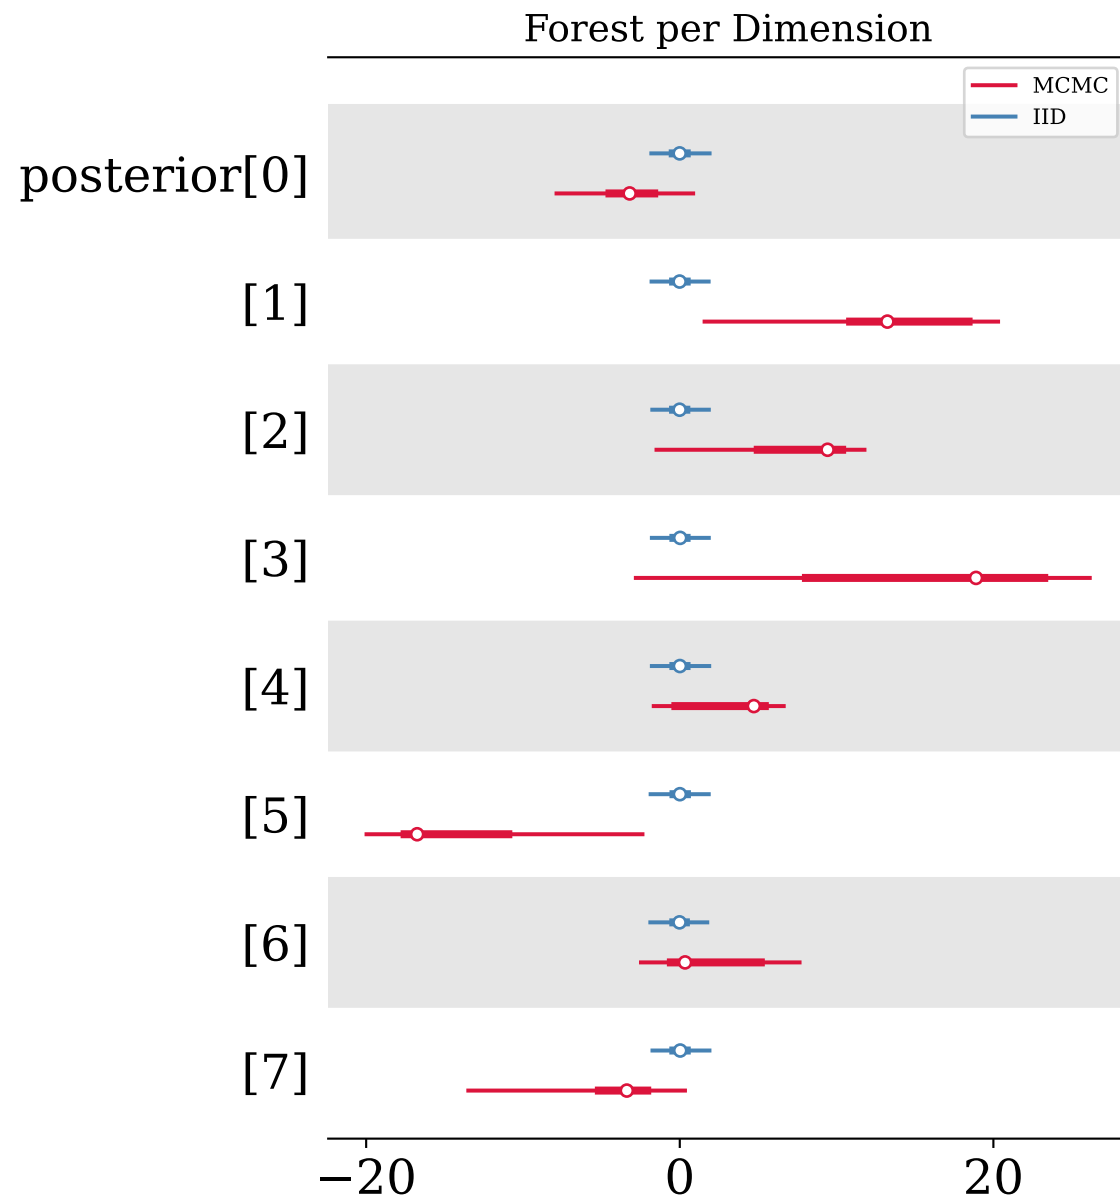 Forest per Dimension
MCMC
IID
posterior[0]
[1]
[2]
[3]
[4]
[5]
[6]
[7]
−20 0 20